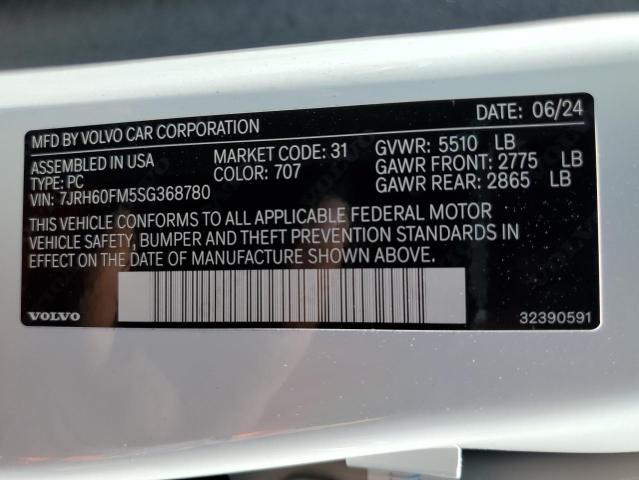 MFD BY VOLVO CAR CORPORATION DATE: 06/24
ASSEMBLED IN USA MARKET CODE: 31 GVWR: 5510 LB
TYPE: PC COLOR: 707 GAWR FRONT: 2775 LB
VIN: 7JRH60FM5SG368780 GAWR REAR: 2865 LB
THIS VEHICLE CONFORMS TO ALL APPLICABLE FEDERAL MOTOR
VEHICLE SAFETY, BUMPER AND THEFT PREVENTION STANDARDS IN
EFFECT ON THE DATE OF MANUFACTURE SHOWN ABOVE.
VOLVO 32390591